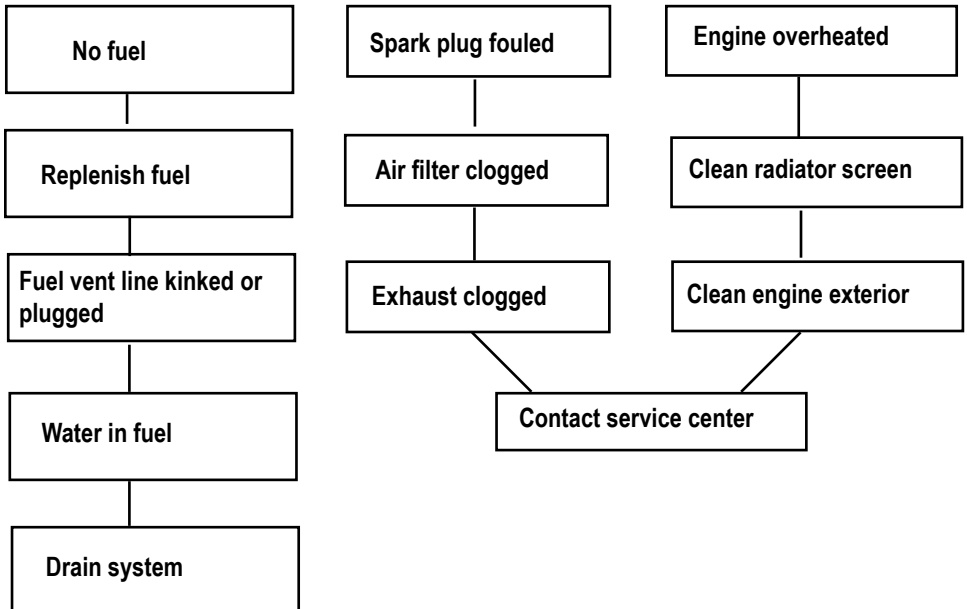 No fuel
Replenish fuel
Fuel vent line kinked or
plugged
Water in fuel
Drain system
Spark plug fouled
Air filter clogged
Exhaust clogged
Engine overheated
Clean radiator screen
Clean engine exterior
Contact service center